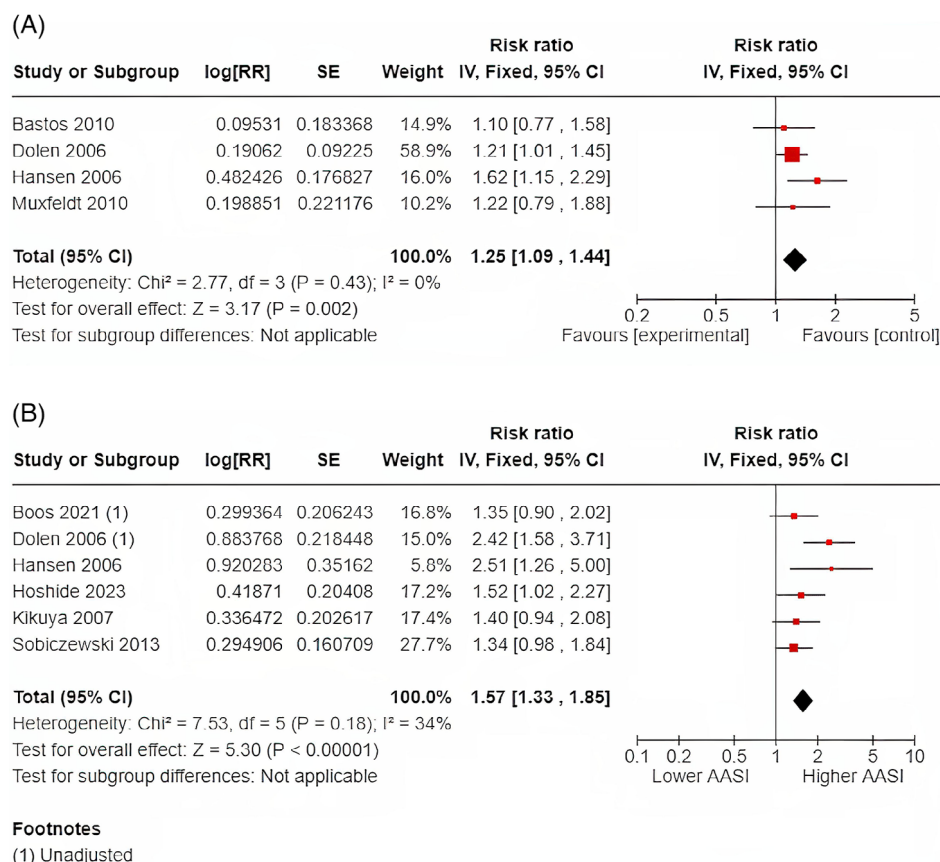 (A)
Risk ratio Risk ratio
Study or Subgroup log[RR] SE Weight IV, Fixed, 95% CI IV, Fixed, 95% CI
Bastos 2010 0.09531 0.183368 14.9% 1.10 [0.77 , 1.58]
Dolen 2006 0.19062 0.09225 58.9% 1.21 [1.01 , 1.45]
Hansen 2006 0.482426 0.176827 16.0% 1.62 [1.15 , 2.29]
Muxfeldt 2010 0.198851 0.221176 10.2% 1.22 [0.79 , 1.88]
Total (95% CI) 100.0% 1.25 [1.09 , 1.44]
Heterogeneity: Chi² = 2.77, df = 3 (P = 0.43); I² = 0%
Test for overall effect: Z = 3.17 (P = 0.002) 0.2 0.5 1 2 5
Test for subgroup differences: Not applicable Favours [experimental] Favours [control]
(B)
Risk ratio Risk ratio
Study or Subgroup log[RR] SE Weight IV, Fixed, 95% CI IV, Fixed, 95% CI
Boos 2021 (1) 0.299364 0.206243 16.8% 1.35 [0.90 , 2.02]
Dolen 2006 (1) 0.883768 0.218448 15.0% 2.42 [1.58 , 3.71]
Hansen 2006 0.920283 0.35162 5.8% 2.51 [1.26 , 5.00]
Hoshide 2023 0.41871 0.20408 17.2% 1.52 [1.02 , 2.27]
Kikuya 2007 0.336472 0.202617 17.4% 1.40 [0.94 , 2.08]
Sobiczewski 2013 0.294906 0.160709 27.7% 1.34 [0.98 , 1.84]
Total (95% CI) 100.0% 1.57 [1.33 , 1.85]
Heterogeneity: Chi² = 7.53, df = 5 (P = 0.18); I² = 34%
Test for overall effect: Z = 5.30 (P < 0.00001) 0.1 0.2 0.5 1 2 5 10
Test for subgroup differences: Not applicable Lower AASI Higher AASI
Footnotes
(1) Unadjusted